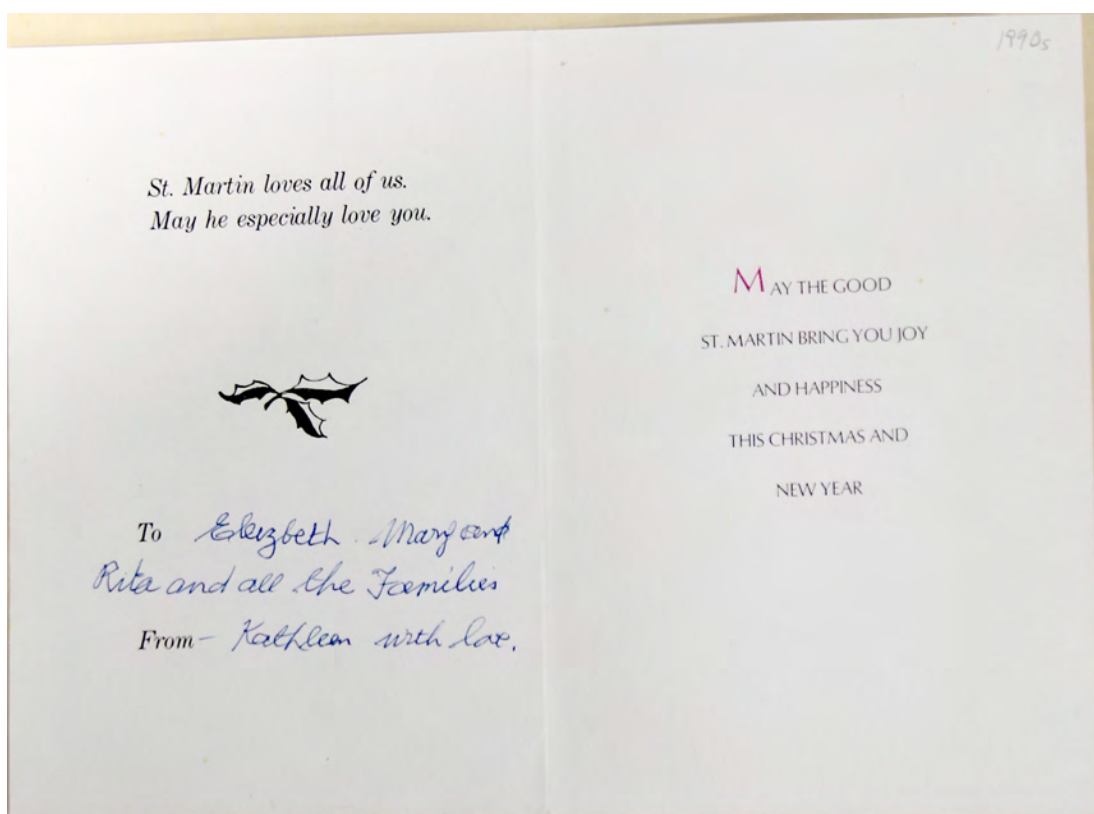 St. Martin loves all of us.
May he especially love you.
To Elizbeth. Mary and
Rita and all the Families
From - Kathleen with love.
1990s
MAY THE GOOD
ST. MARTIN BRING YOU JOY
AND HAPPINESS
THIS CHRISTMAS AND
NEW YEAR